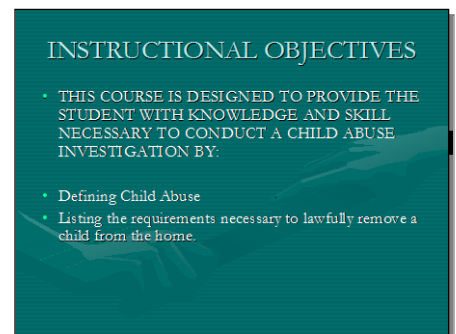 INSTRUCTIONAL OBJECTIVES
• THIS COURSE IS DESIGNED TO PROVIDE THE
STUDENT WITH KNOWLEDGE AND SKILL
NECESSARY TO CONDUCT A CHILD ABUSE
INVESTIGATION BY:
• Defining Child Abuse
• Listing the requirements necessary to lawfully remove a
child from the home.